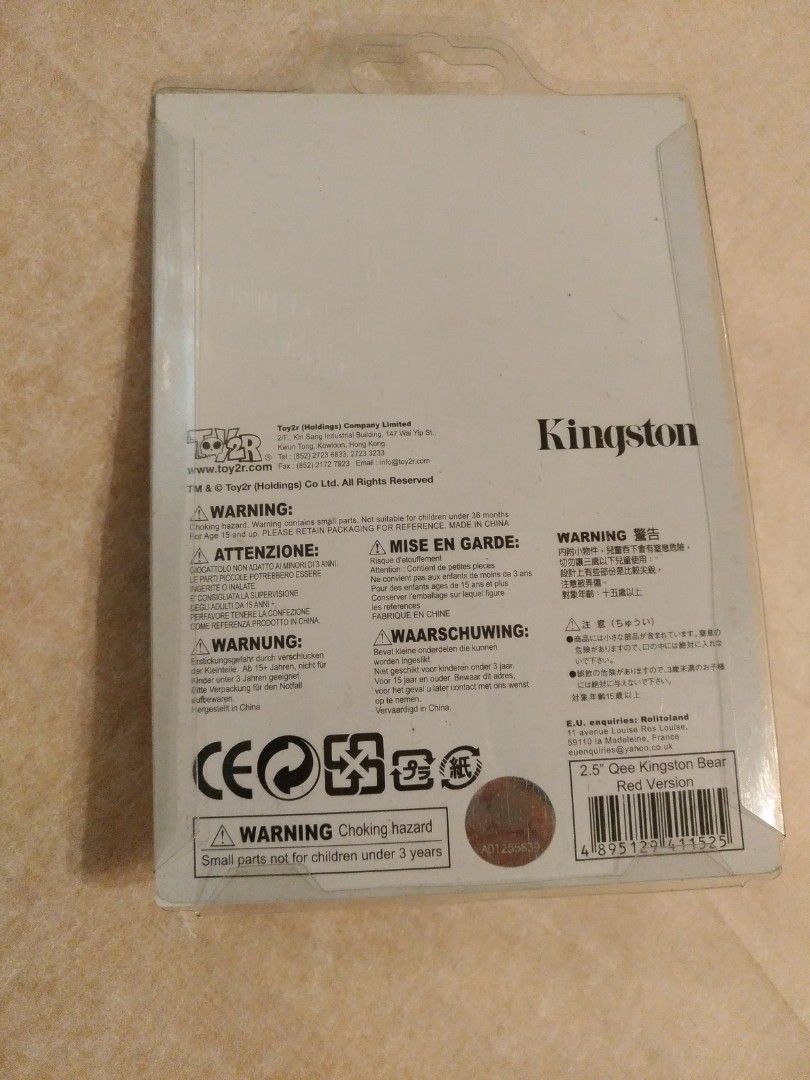 TOY2R ®
www.toy2r.com
Toy2r (Holdings) Company Limited
2/F., Kin Sang Industrial Building, 147 Wai Yip St.,
Kwun Tong, Kowloon, Hong Kong.
Tel : (852) 2723 6833, 2723 3233
Fax : (852) 2172 7923 Email : info@toy2r.com
Kingston
TM & © Toy2r (Holdings) Co Ltd. All Rights Reserved
WARNING:
Choking hazard. Warning contains small parts. Not suitable for children under 36 months
For Age 15 and up. PLEASE RETAIN PACKAGING FOR REFERENCE. MADE IN CHINA
ATTENZIONE:
GIOCATTOLO NON ADATTO AI MINORI DI 3 ANNI.
LE PARTI PICCOLE POTREBBERO ESSERE
INGERITE O INALATE.
E'CONSIGLIATA LA SUPERVISIONE
DEGLI ADULTI DA 15 ANNI +
PERFAVORE TENERE LA CONFEZIONE
COME REFERENZA.PRODOTTO IN CHINA.
MISE EN GARDE:
Risque d'etouffement
Attention : Contient de petites pieces
Ne convient pas aux enfants de moins de 3 ans
Pour des enfants ages de 15 ans et plus
Conserver l'emballage sur lequel figure
les references
FABRIQUE EN CHINE
WARNING 警告
內附小物件，兒童吞下會有窒息危險。
切勿讓三歲以下兒童使用；
設計上有些部份是比較尖銳，
注意被弄傷。
對象年齡：十五歲以上
WARNUNG:
Erstickungsgefahr durch verschlucken
der Kleinteile. Ab 15+ Jahren, nicht für
Kinder unter 3 Jahren geeignet
Bitte Verpackung für den Notfall
aufbewaren.
Hergestellt in China
WAARSCHUWING:
Bevat kleine onderdelen die kunnen
worden ingeslikt
Niet geschikt voor kinderen onder 3 jaar.
Voor 15 jaar en ouder. Bewaar dit adres,
voor het geval u later contact met ons wenst
op te nemen.
Vervaardigd in China.
注 意（ちゅうい）
●商品には小さな部品が含まれています。窒息の
危険がありますので、口の中には絶対に入れな
いで下さい。
●誤飲の危険がありますので、3歳未満のお子様
には絶対に与えないで下さい。
対象年齢15歳以上
E.U. enquiries: Rolitoland
11 avenue Louise Res Louise,
59110 la Madeleine, France
euenquiries@yahoo.co.uk
CE
プラ
紙
WARNING Choking hazard
Small parts not for children under 3 years
2.5" Qee Kingston Bear
Red Version
4 895129 411525